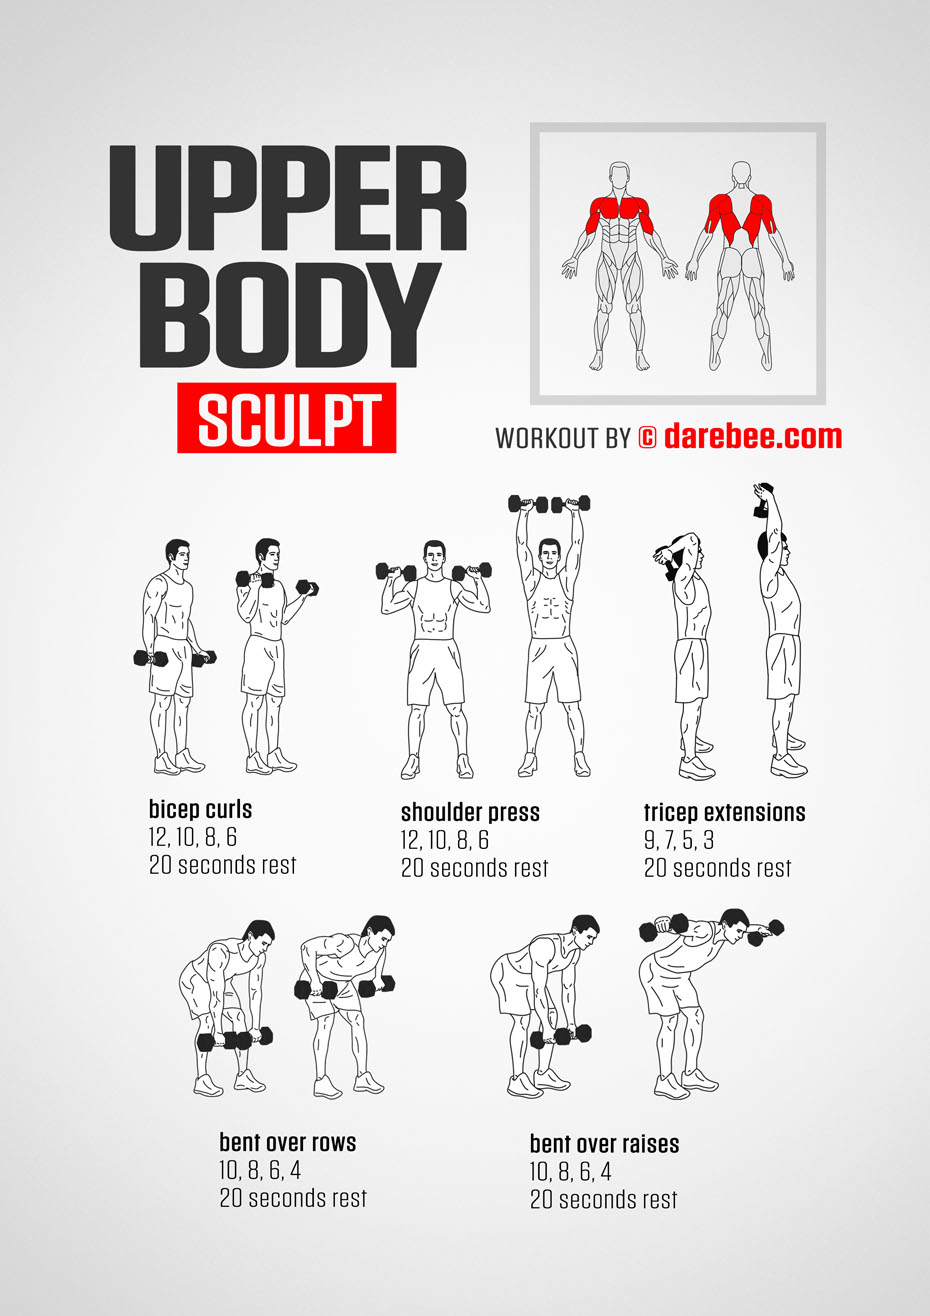 UPPER
BODY
SCULPT
WORKOUT BY © darebee.com
bicep curls
12, 10, 8, 6
20 seconds rest
shoulder press
12, 10, 8, 6
20 seconds rest
tricep extensions
9, 7, 5, 3
20 seconds rest
bent over rows
10, 8, 6, 4
20 seconds rest
bent over raises
10, 8, 6, 4
20 seconds rest